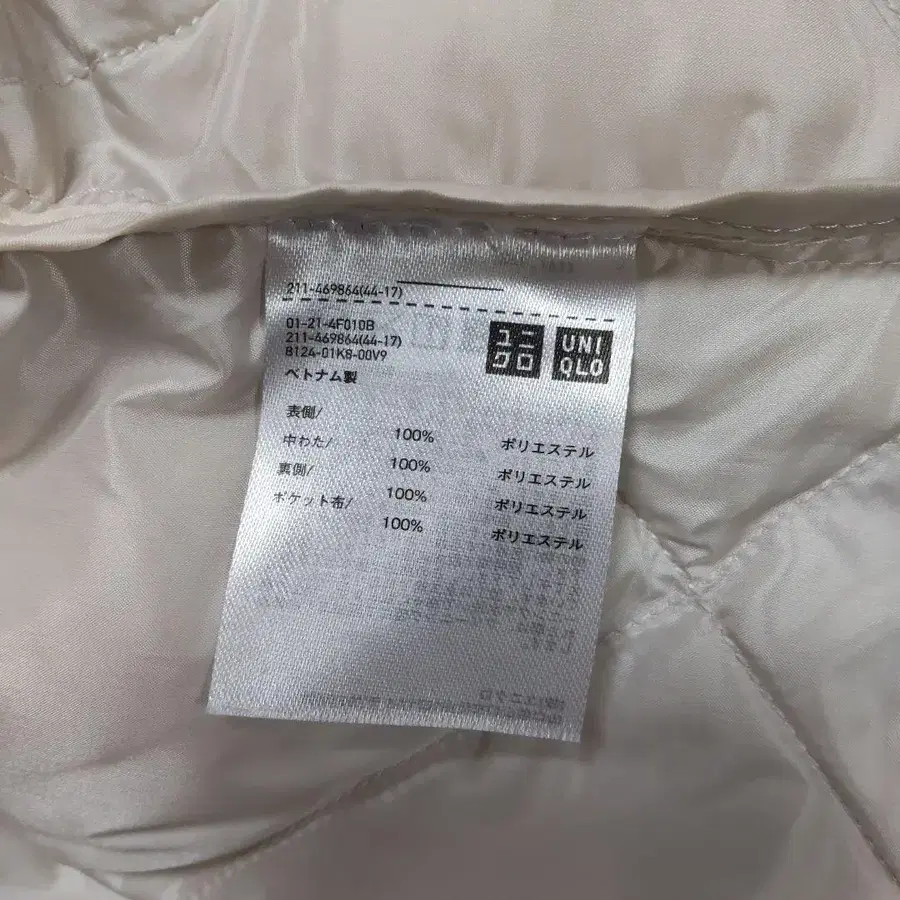 211-469864(44-17)
01-21-4F010B
211-469864(44-17)
8124-01K8-00V9
ユニ
クロ
UNI
QLO
ベトナム製
表側/ 100% ポリエステル
中わた/ 100% ポリエステル
裏側/ 100% ポリエステル
ポケット布/ 100% ポリエステル